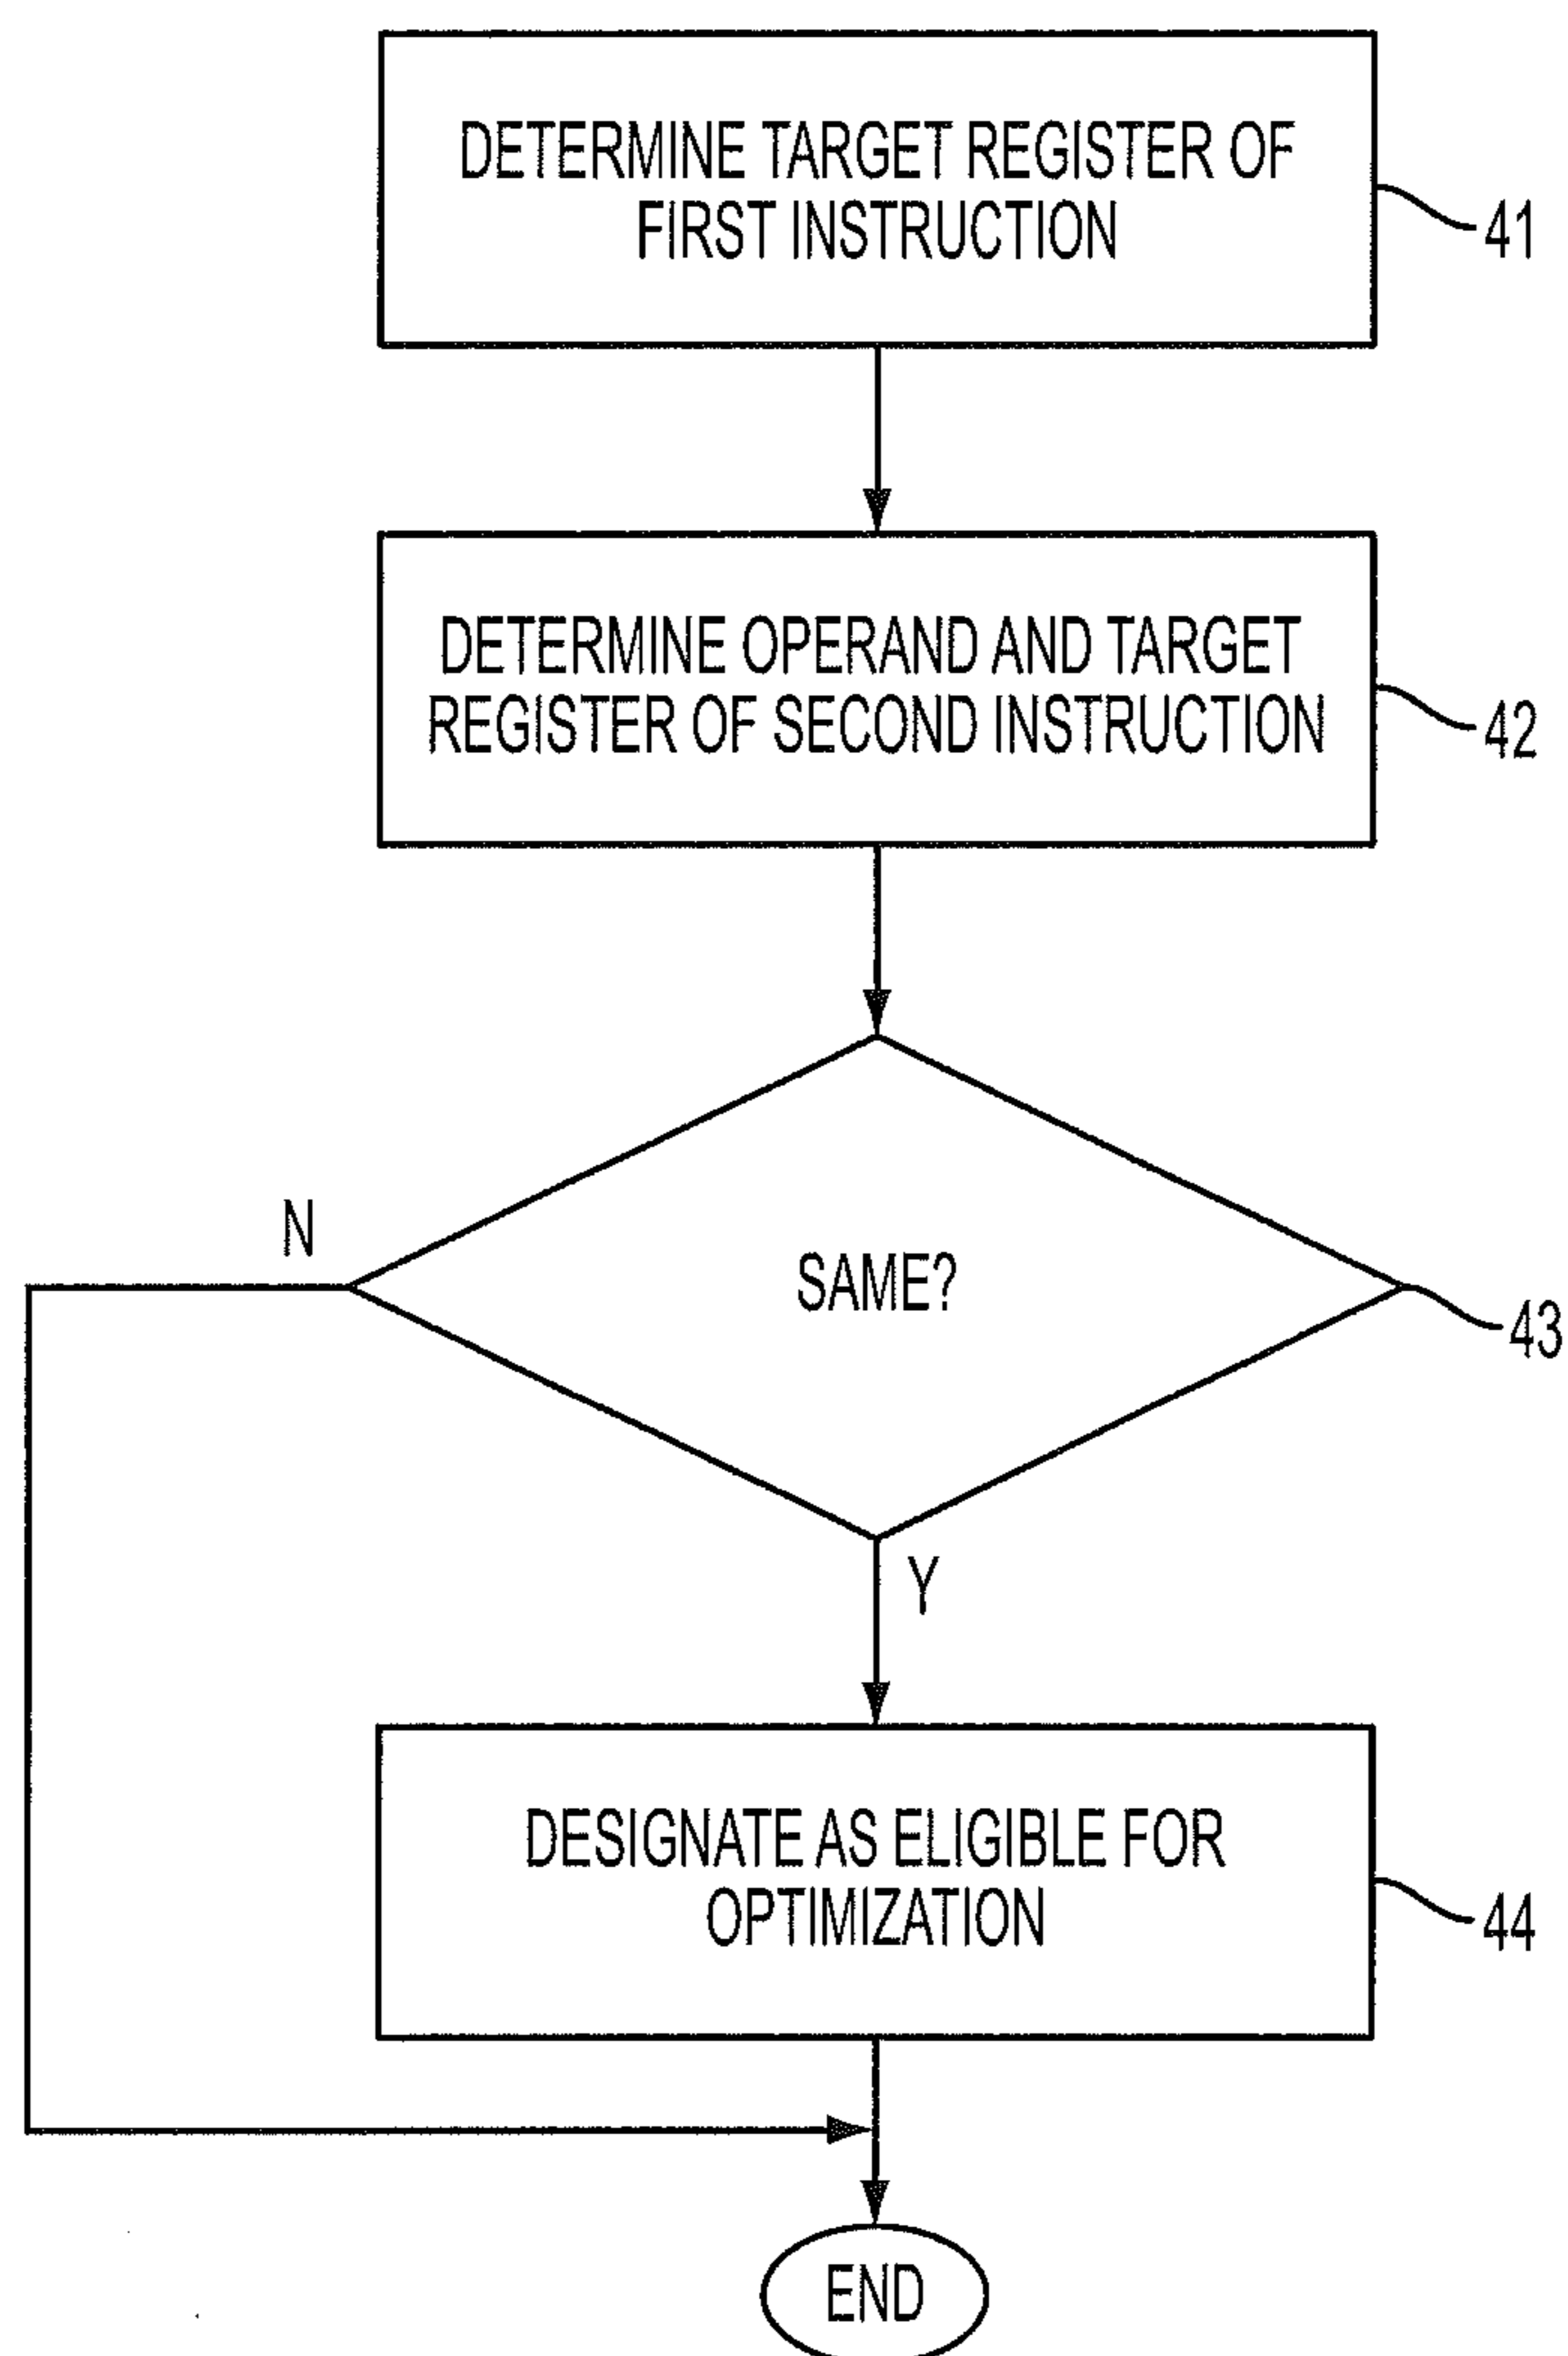 DETERMINE TARGET REGISTER OF
FIRST INSTRUCTION
41
DETERMINE OPERAND AND TARGET
REGISTER OF SECOND INSTRUCTION
42
N
SAME?
43
Y
DESIGNATE AS ELIGIBLE FOR
OPTIMIZATION
44
END